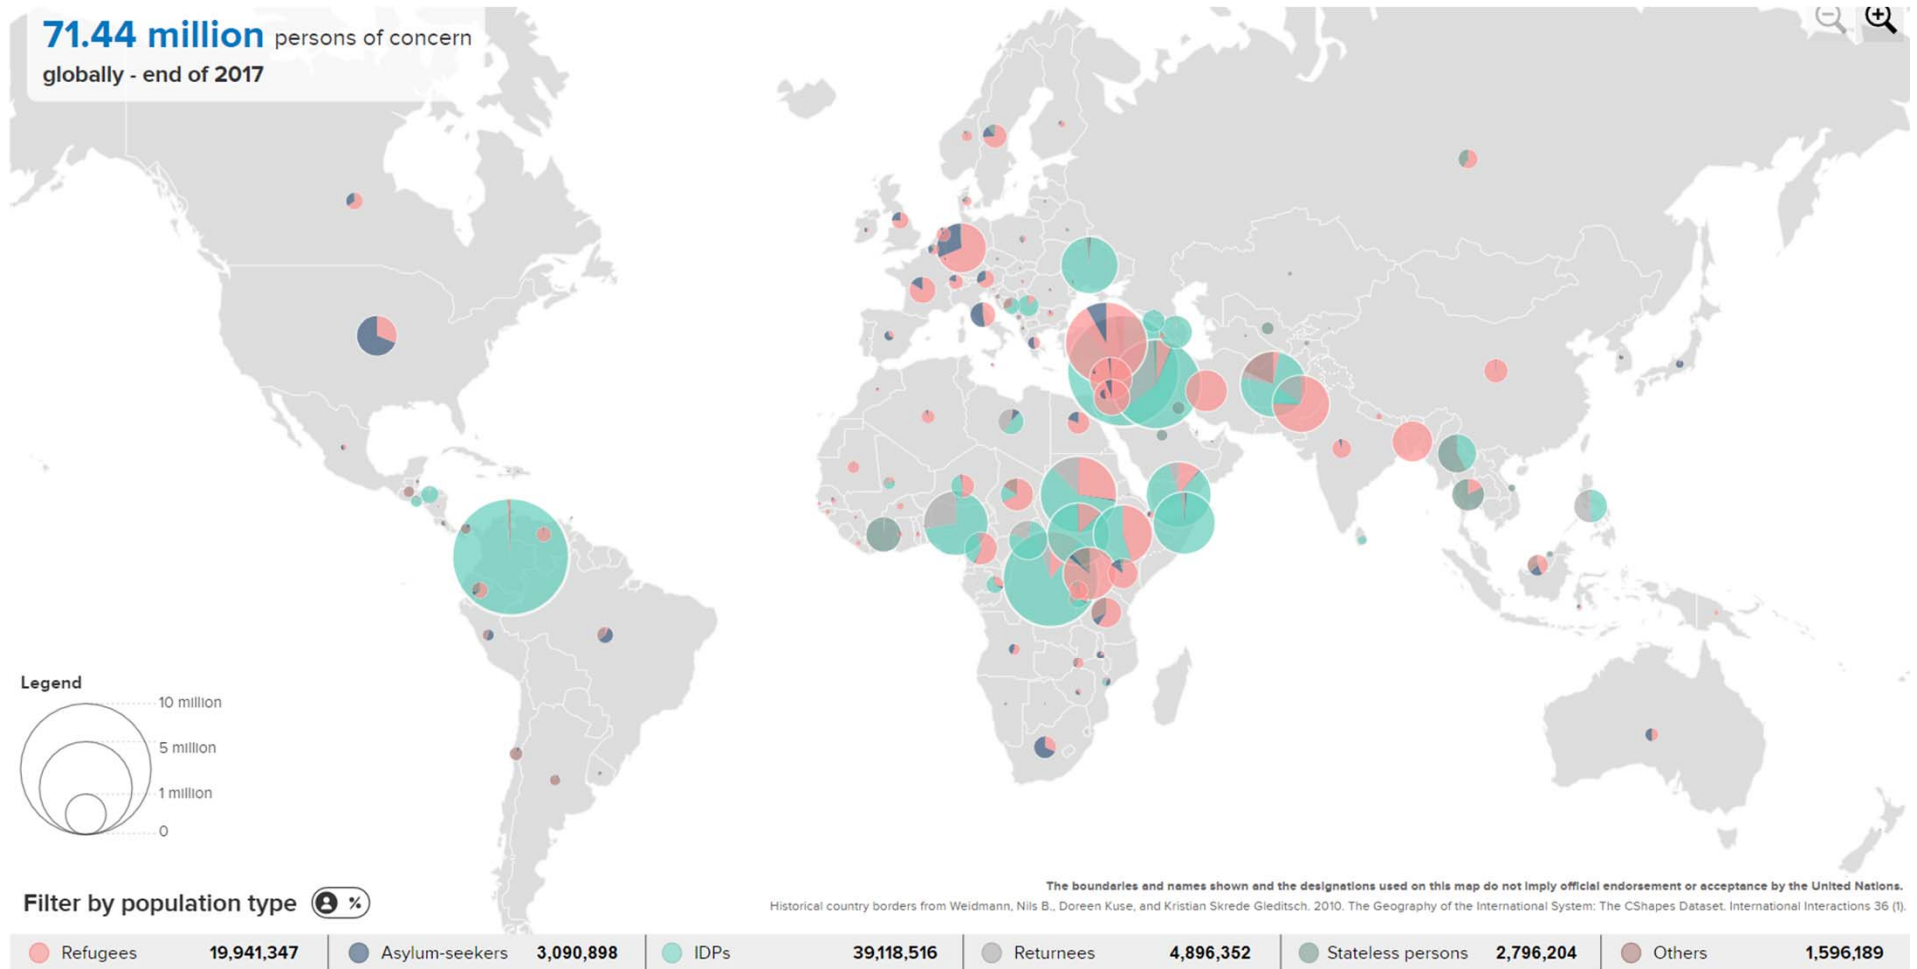 71.44 million persons of concern
globally - end of 2017
Legend
10 million
5 million
1 million
0
Filter by population type %
The boundaries and names shown and the designations used on this map do not imply official endorsement or acceptance by the United Nations.
Historical country borders from Weidmann, Nils B., Doreen Kuse, and Kristian Skrede Gleditsch. 2010. The Geography of the International System: The CShapes Dataset. International Interactions 36 (1).
Refugees 19,941,347 Asylum-seekers 3,090,898 IDPs 39,118,516 Returnees 4,896,352 Stateless persons 2,796,204 Others 1,596,189